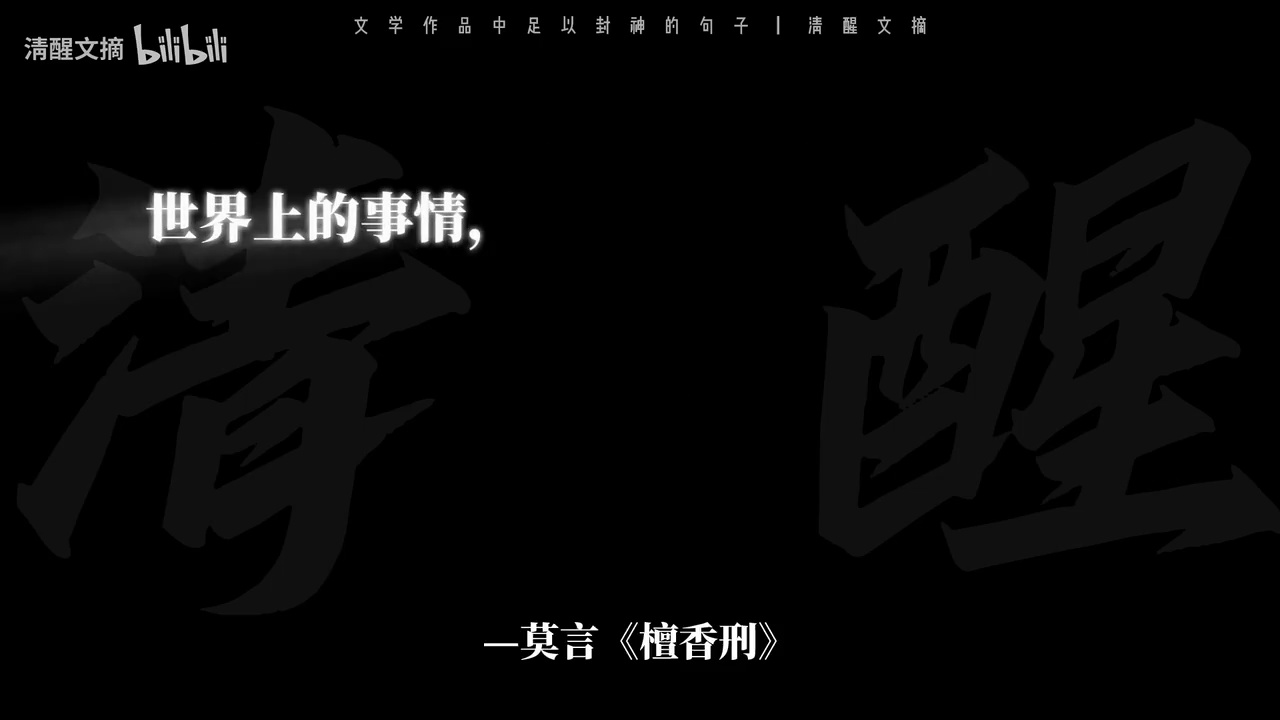 文学作品中足以封神的句子 | 清醒文摘
清醒文摘 bilibili
清醒
世界上的事情,
—莫言《檀香刑》